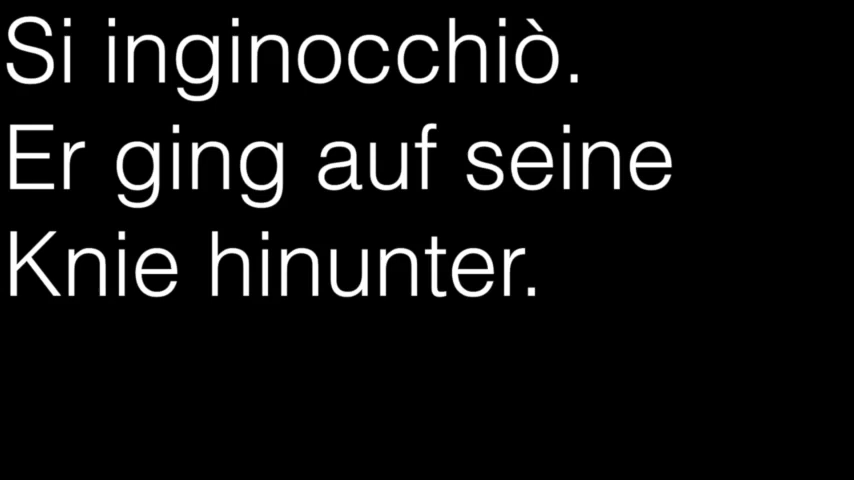 Si inginocchiò.
Er ging auf seine
Knie hinunter.